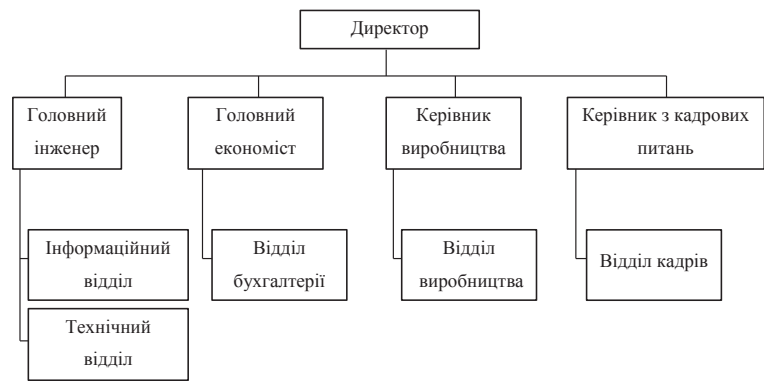 Директор
Головний
інженер
Головний
економіст
Керівник
виробництва
Керівник з кадрових
питань
Інформаційний
відділ
Відділ
бухгалтерії
Відділ
виробництва
Відділ кадрів
Технічний
відділ